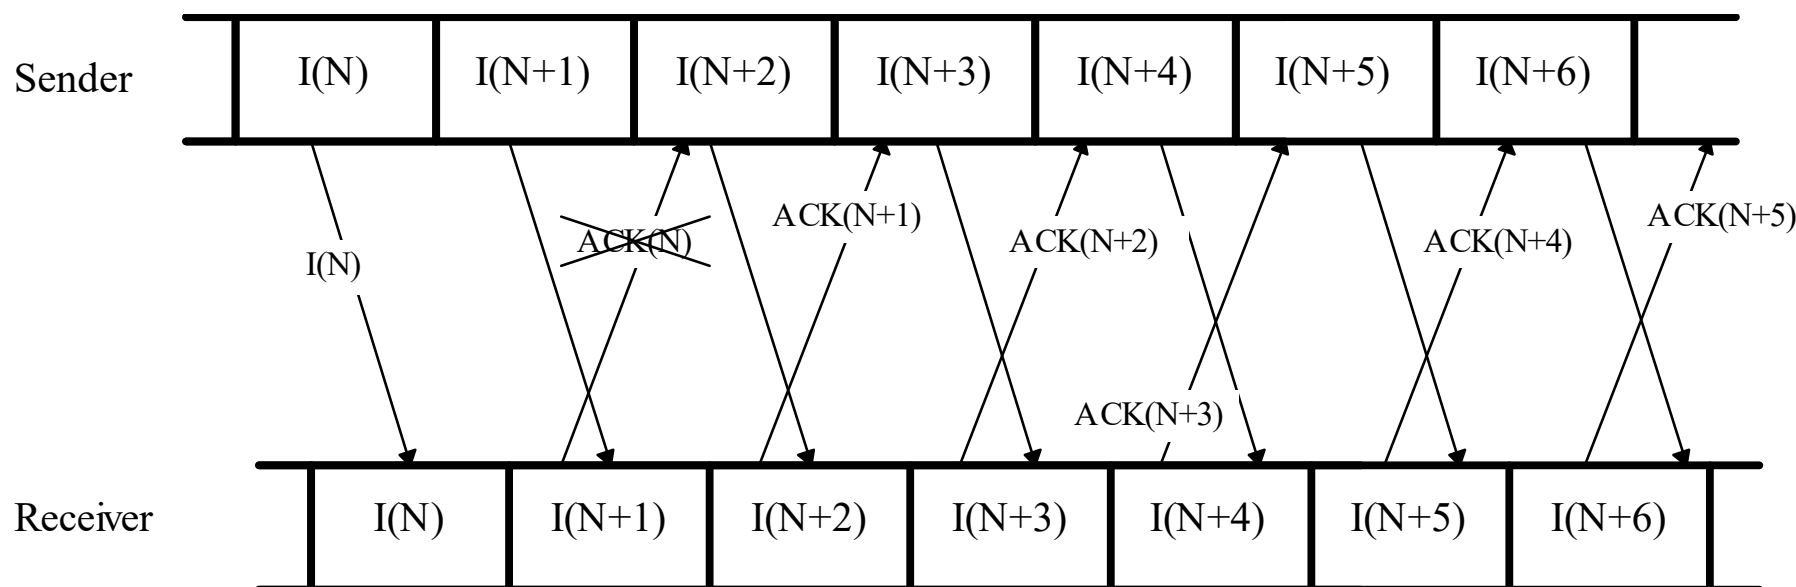 Sender
I(N) I(N+1) I(N+2) I(N+3) I(N+4) I(N+5) I(N+6)
ACK(N+1)
ACK(N+5)
ACK(N)
ACK(N+2)
ACK(N+4)
I(N)
ACK(N+3)
Receiver
I(N) I(N+1) I(N+2) I(N+3) I(N+4) I(N+5) I(N+6)